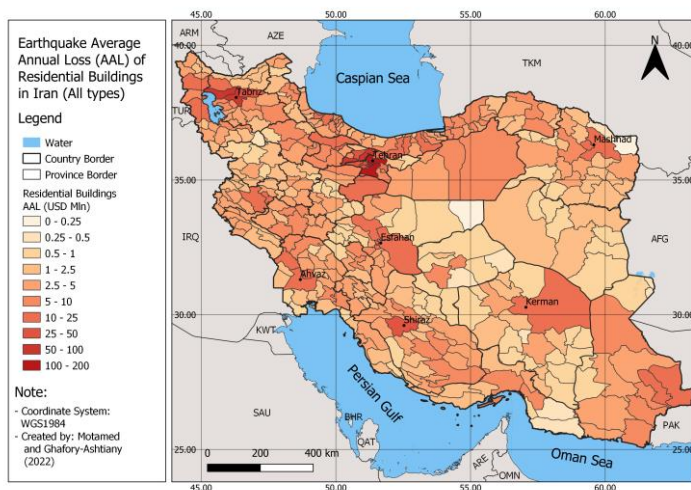 Earthquake Average
Annual Loss (AAL) of
Residential Buildings
in Iran (All types)
Legend
Water
Country Border
Province Border
Residential Buildings
AAL (USD Mln)
0 - 0.25
0.25 - 0.5
0.5 - 1
1 - 2.5
2.5 - 5
5 - 10
10 - 25
25 - 50
50 - 100
100 - 200
Note:
- Coordinate System:
WGS1984
- Created by: Motamed
and Ghafory-Ashtiany
(2022)
45.00 50.00 55.00 60.00
40.00 40.00
35.00 35.00
30.00 30.00
25.00 25.00
45.00 50.00 55.00 60.00
ARM
AZE
TKM
N
Caspian Sea
TUR
Tabriz
Tehran
Mashhad
IRQ
Esfahan
AFG
Ahvaz
Shiraz
Kerman
KWT
Persian Gulf
SAU
BHR
QAT
ARE
OMN
PAK
Oman Sea
0 200 400 km